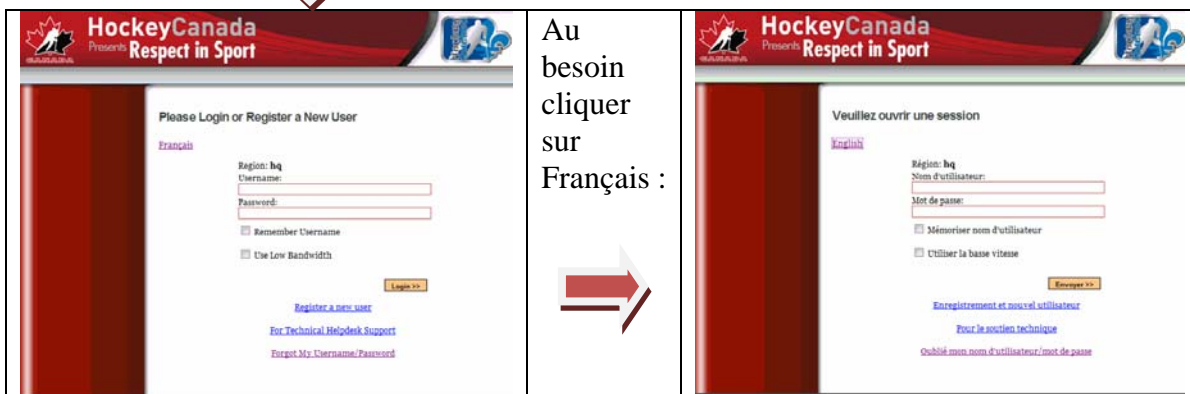 HockeyCanada
Presents Respect in Sport
CANADA
Please Login or Register a New User
Français
Region: hq
Username:
Password:
Remember Username
Use Low Bandwidth
Login >>
Register a new user
For Technical Helpdesk Support
Forgot My Username/Password
Au
besoin
cliquer
sur
Français :
HockeyCanada
Presents Respect in Sport
CANADA
Veuillez ouvrir une session
English
Région: hq
Nom d'utilisateur:
Mot de passe:
Mémoriser nom d'utilisateur
Utiliser la basse vitesse
Envoyer >>
Enregistrement et nouvel utilisateur
Pour le soutien technique
Oublié mon nom d'utilisateur/mot de passe